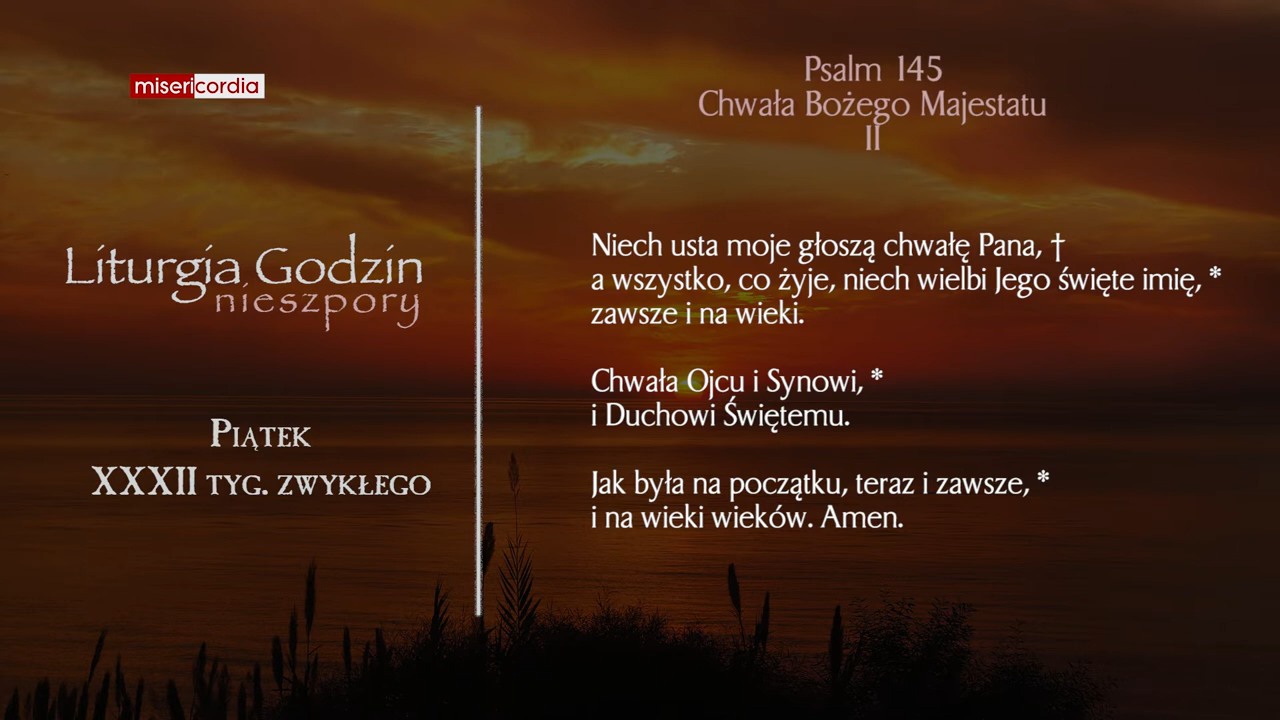 misericordia
Liturgia Godzin
nieszpory
Piątek
XXXII tyg. zwykłego
Psalm 145
Chwała Bożego Majestatu
II
Niech usta moje głoszą chwałę Pana, †
a wszystko, co żyje, niech wielbi Jego święte imię, *
zawsze i na wieki.
Chwała Ojcu i Synowi, *
i Duchowi Świętemu.
Jak była na początku, teraz i zawsze, *
i na wieki wieków. Amen.